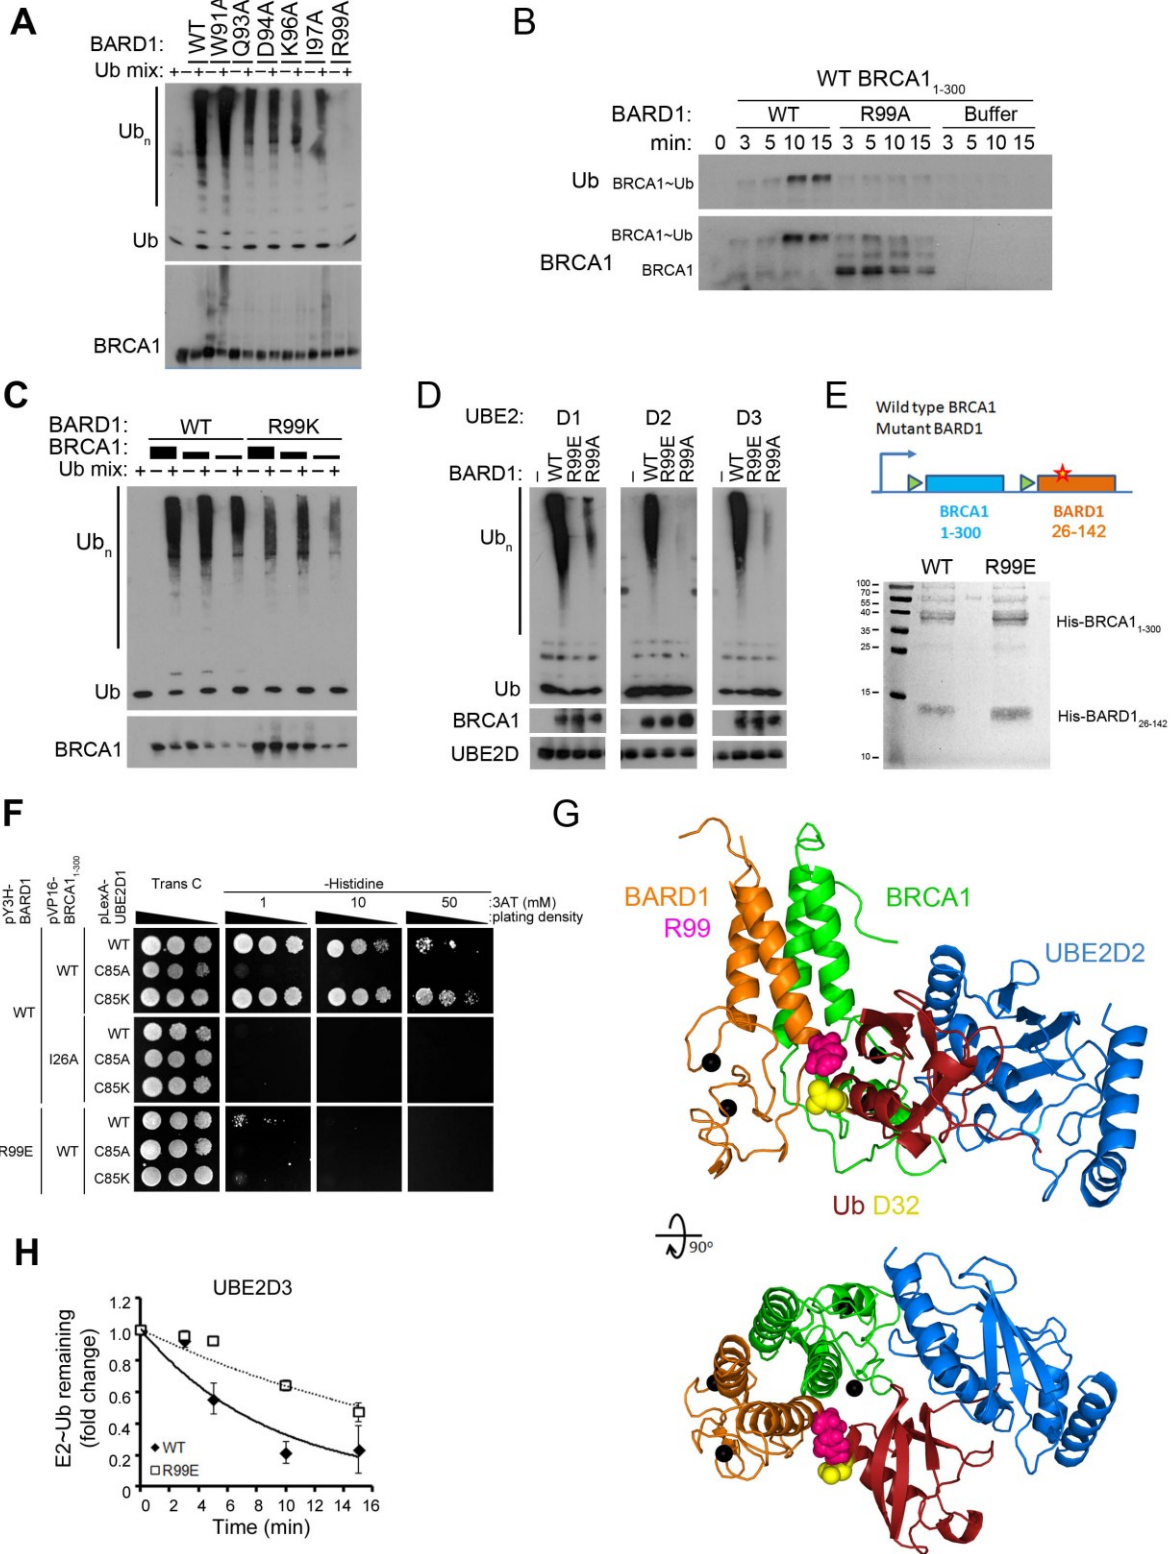 A
BARD1: WT W91A Q93A D94A K96A I97A R99A
Ub mix: + – + – + – + – + – + – + – +
Ubn
Ub
BRCA1
B
WT BRCA11-300
BARD1: WT R99A Buffer
min: 0 3 5 10 15 3 5 10 15 3 5 10 15
Ub BRCA1~Ub
BRCA1~Ub
BRCA1 BRCA1
C
BARD1: WT R99K
BRCA1:
Ub mix: + – + – + – + – + – + – +
Ubn
Ub
BRCA1
D
UBE2: D1 D2 D3
BARD1: – WT R99E R99A – WT R99E R99A – WT R99E R99A
Ubn
Ub
BRCA1
UBE2D
E
Wild type BRCA1
Mutant BARD1
BRCA1 BARD1
1-300 26-142
WT R99E
100
70
55
40
35
25
15
10
His-BRCA11-300
His-BARD126-142
F
pY3H-BARD1
pVP16-BRCA11-300
pLexA-UBE2D1
Trans C -Histidine
1 10 50 :3AT (mM)
:plating density
WT WT WT
C85A
C85K
I26A WT
C85A
C85K
R99E WT WT
C85A
C85K
G
BARD1 BRCA1
R99
UBE2D2
Ub D32
90º
H
UBE2D3
E2~Ub remaining
(fold change)
1.2
1.0
0.8
0.6
0.4
0.2
0
WT
R99E
0 2 4 6 8 10 12 14 16
Time (min)